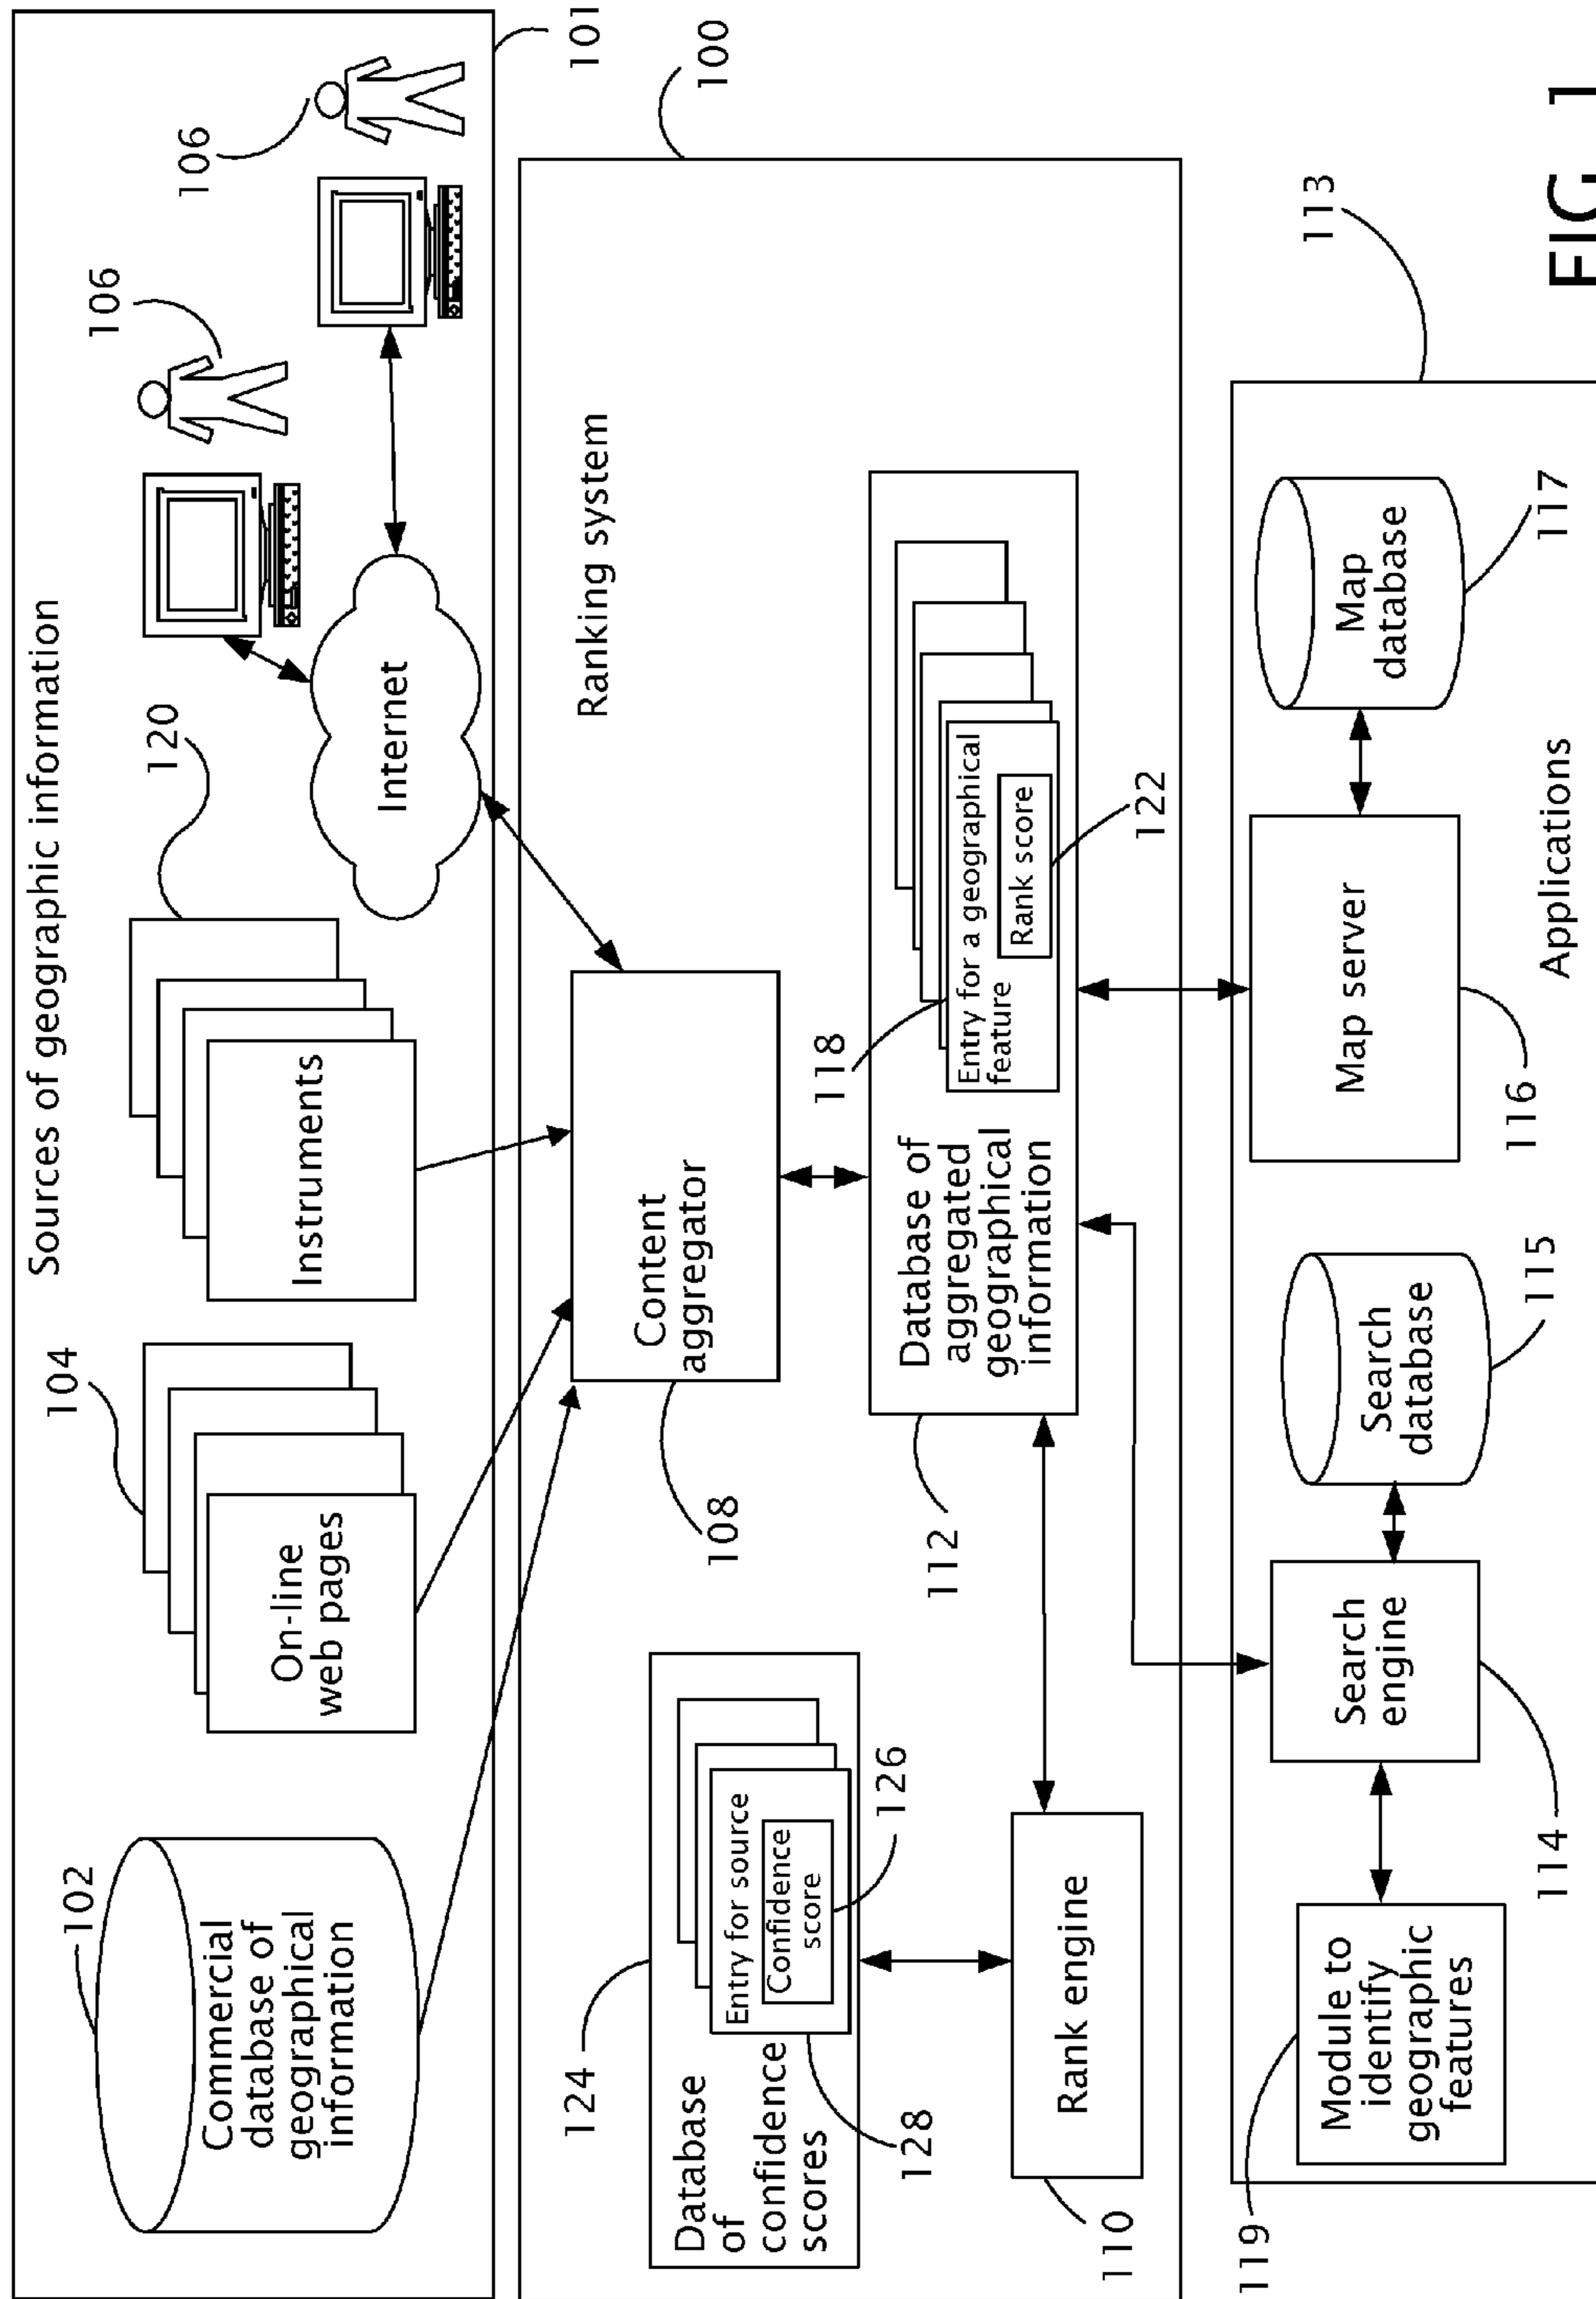 Sources of geographic information
102
Commercial
database of
geographical
information
104
On-line
web pages
120
Instruments
Internet
106
106
101
100
Ranking system
108
Content
aggregator
124
Database
of
confidence
scores
Entry for source
Confidence
score
126
128
112
Database of
aggregated
geographical
information
118
Entry for a geographical
feature
Rank score
122
110
Rank engine
113
119
Module to
identify
geographic
features
114
Search
engine
115
Search
database
116
Map server
117
Map
database
Applications
FIG. 1